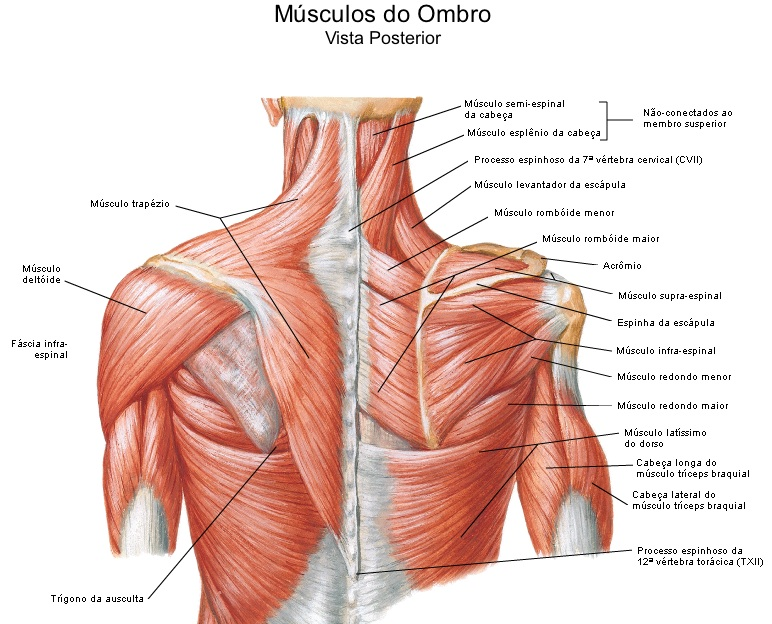 Músculos do Ombro
Vista Posterior
Músculo semi-espinal
da cabeça
Músculo esplênio da cabeça
Não-conectados ao
membro susperior
Processo espinhoso da 7ª vértebra cervical (CVII)
Músculo levantador da escápula
Músculo trapézio
Músculo rombóide menor
Músculo rombóide maior
Acrômio
Músculo
deltóide
Músculo supra-espinal
Espinha da escápula
Fáscia infra-
espinal
Músculo infra-espinal
Músculo redondo menor
Músculo redondo maior
Músculo latíssimo
do dorso
Cabeça longa do
músculo tríceps braquial
Cabeça lateral do
músculo tríceps braquial
Processo espinhoso da
12ª vértebra torácica (TXII)
Trígono da ausculta